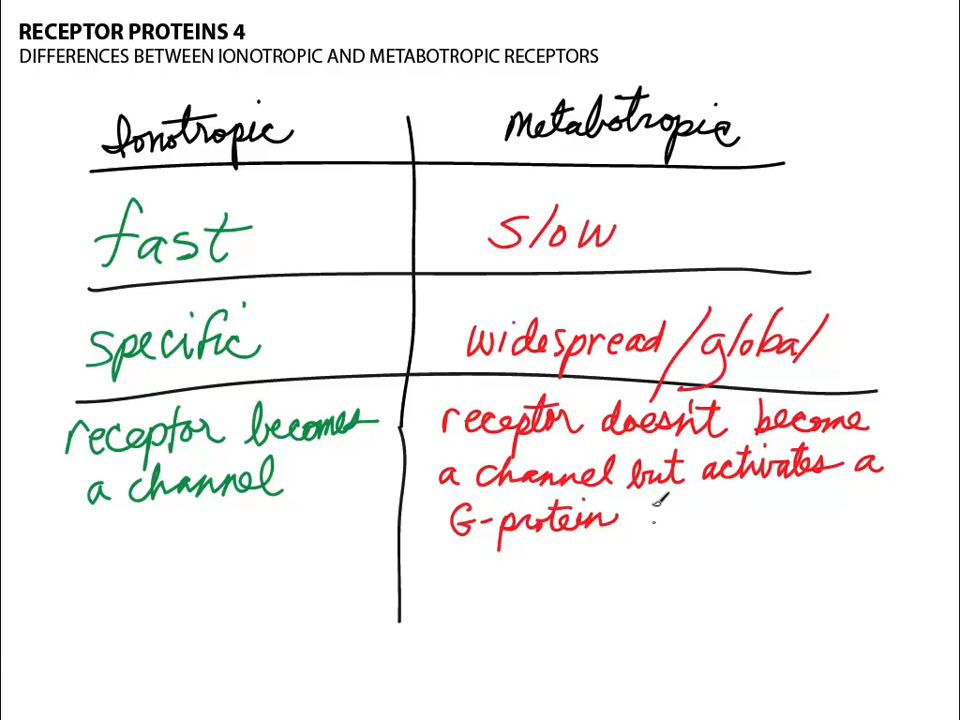 RECEPTOR PROTEINS 4
DIFFERENCES BETWEEN IONOTROPIC AND METABOTROPIC RECEPTORS
Ionotropic
Metabotropic
fast
slow
specific
widespread/global
receptor becomes
a channel
receptor doesn't become
a channel but activates a
G-protein